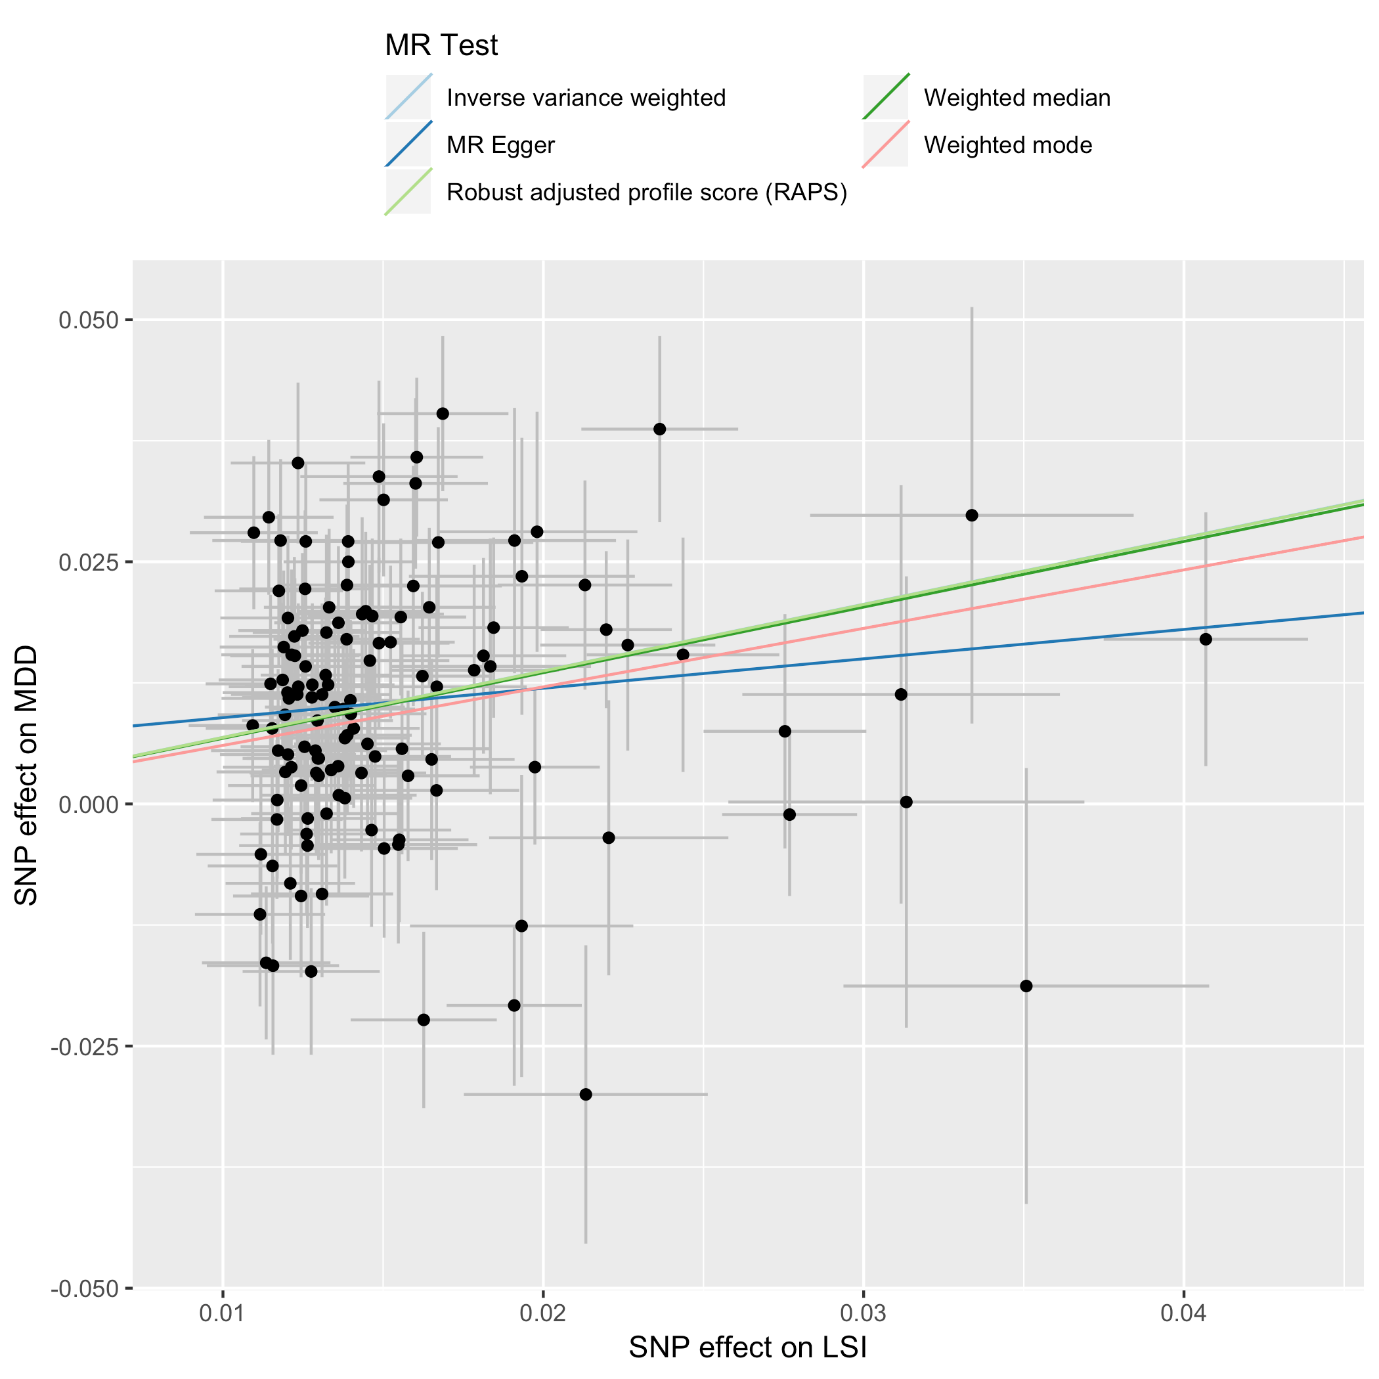 MR Test
Inverse variance weighted
Weighted median
MR Egger
Weighted mode
Robust adjusted profile score (RAPS)
0.050
0.025
0.000
-0.025
-0.050
SNP effect on MDD
0.01
0.02
0.03
0.04
SNP effect on LSI